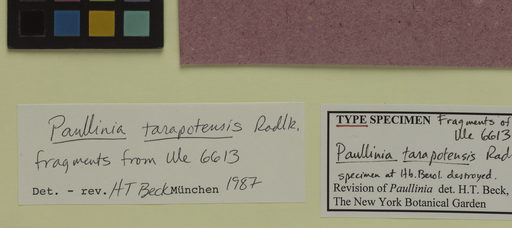 Paullinia tarapotensis Radlk.
fragments from Ule 6613
Det. - rev. HT Beck München 1987
TYPE SPECIMEN Fragments of
Ule 6613
Paullinia tarapotensis Rad
specimen at Hb. Berol. destroyed.
Revision of Paullinia det. H.T. Beck,
The New York Botanical Garden